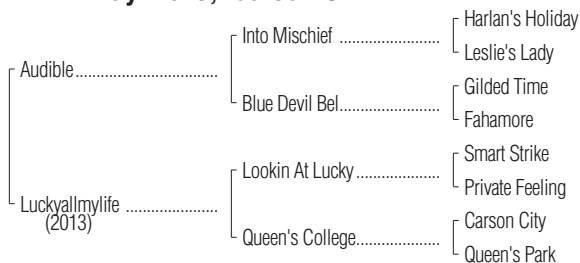 Harlan's Holiday
Into Mischief ........................
Leslie's Lady
Audible..................................
Gilded Time
Blue Devil Bel........................
Fahamore
Smart Strike
Lookin At Lucky....................
Private Feeling
Luckyallmylife ......................
(2013)
Carson City
Queen's College....................
Queen's Park